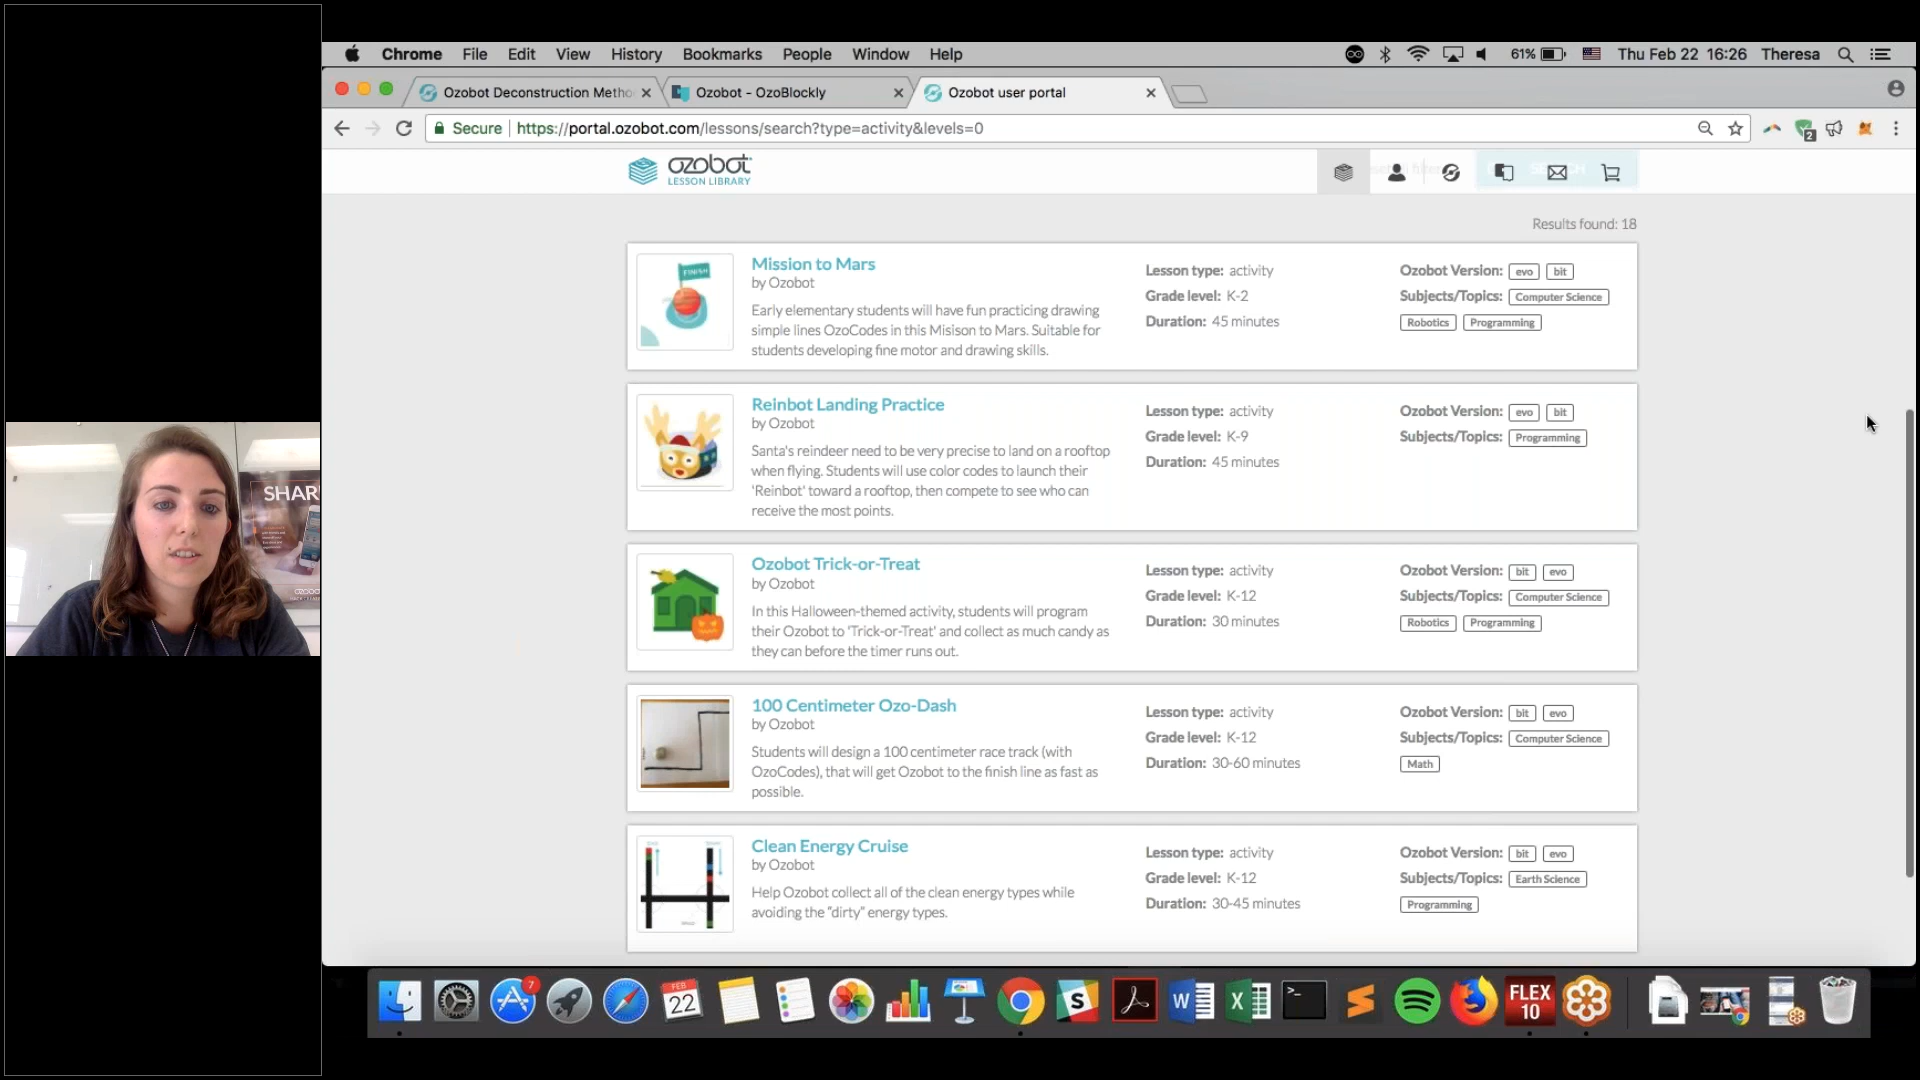 Chrome File Edit View History Bookmarks People Window Help
61% Thu Feb 22 16:26 Theresa
Ozobot Deconstruction Metho
Ozobot - OzoBlockly
Ozobot user portal
Secure https://portal.ozobot.com/lessons/search?type=activity&levels=0
2
ozobot
LESSON LIBRARY
Results found: 18
FINISH
Mission to Mars
by Ozobot
Early elementary students will have fun practicing drawing
simple lines OzoCodes in this Misison to Mars. Suitable for
students developing fine motor and drawing skills.
Lesson type: activity
Grade level: K-2
Duration: 45 minutes
Ozobot Version: evo bit
Subjects/Topics: Computer Science
Robotics Programming
Reinbot Landing Practice
by Ozobot
Santa's reindeer need to be very precise to land on a rooftop
when flying. Students will use color codes to launch their
'Reinbot' toward a rooftop, then compete to see who can
receive the most points.
Lesson type: activity
Grade level: K-9
Duration: 45 minutes
Ozobot Version: evo bit
Subjects/Topics: Programming
Ozobot Trick-or-Treat
by Ozobot
In this Halloween-themed activity, students will program
their Ozobot to 'Trick-or-Treat' and collect as much candy as
they can before the timer runs out.
Lesson type: activity
Grade level: K-12
Duration: 30 minutes
Ozobot Version: bit evo
Subjects/Topics: Computer Science
Robotics Programming
100 Centimeter Ozo-Dash
by Ozobot
Students will design a 100 centimeter race track (with
OzoCodes), that will get Ozobot to the finish line as fast as
possible.
Lesson type: activity
Grade level: K-12
Duration: 30-60 minutes
Ozobot Version: bit evo
Subjects/Topics: Computer Science
Math
Clean Energy Cruise
by Ozobot
Help Ozobot collect all of the clean energy types while
avoiding the "dirty" energy types.
Lesson type: activity
Grade level: K-12
Duration: 30-45 minutes
Ozobot Version: bit evo
Subjects/Topics: Earth Science
Programming
SHAR
7
FEB
22
S
W
X
FLEX
10